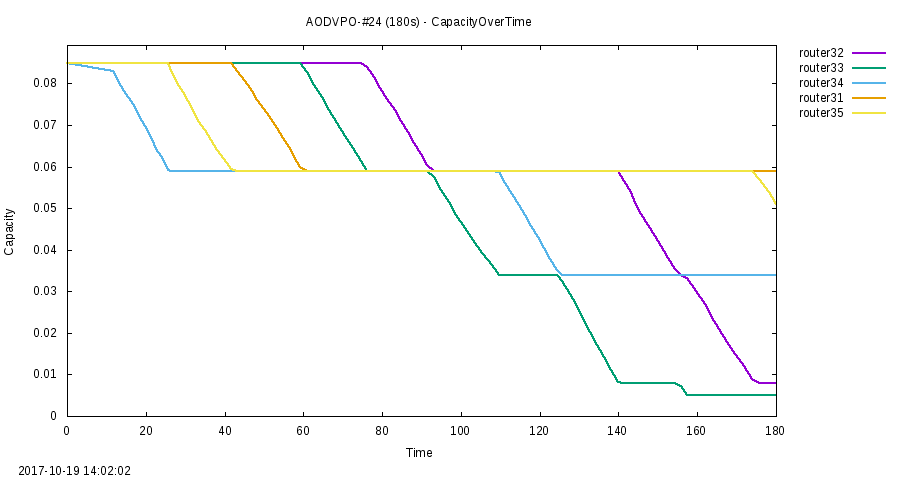 AODVPO-#24 (180s) - CapacityOverTime
router32
router33
router34
router31
router35
0.08
0.07
0.06
0.05
0.04
0.03
0.02
0.01
0
Capacity
0 20 40 60 80 100 120 140 160 180
Time
2017-10-19 14:02:02